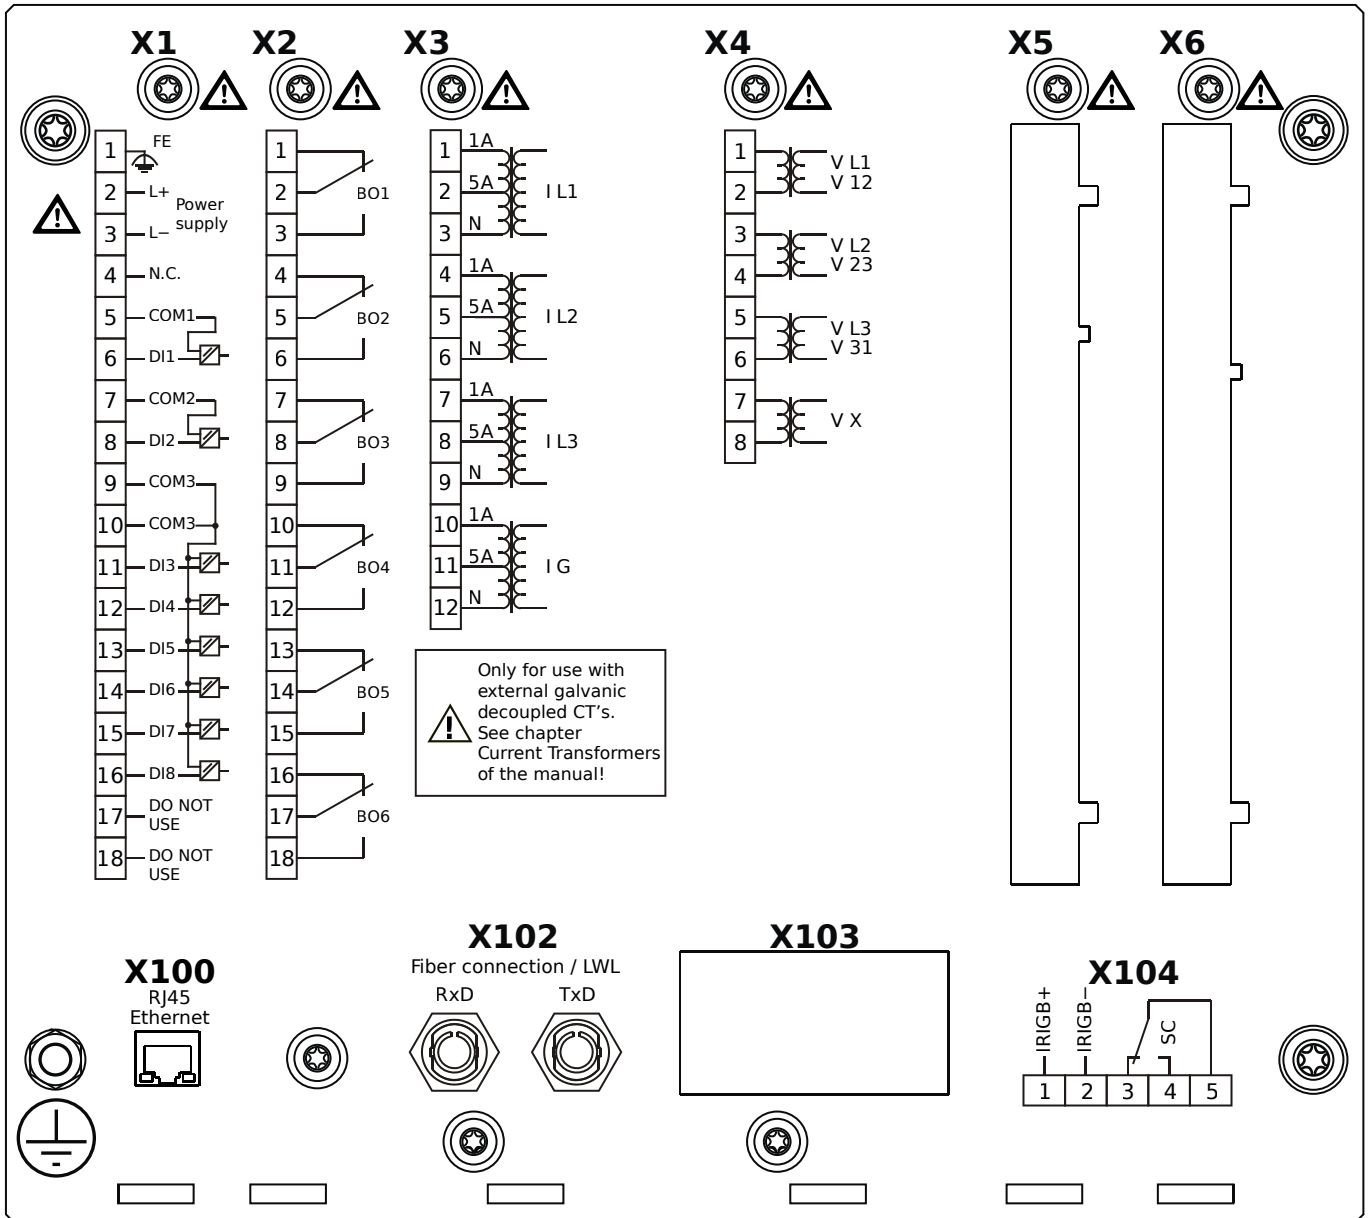 X1
X2
X3
X4
X5
X6
1
FE
2
L+
Power
supply
3
L−
4
N.C.
5
COM1
6
DI1
7
COM2
8
DI2
9
COM3
10
COM3
11
DI3
12
DI4
13
DI5
14
DI6
15
DI7
16
DI8
17
DO NOT
USE
18
DO NOT
USE
1
2
BO1
3
4
5
BO2
6
7
8
BO3
9
10
11
BO4
12
13
14
BO5
15
16
17
BO6
18
1
1A
2
5A
I L1
3
N
4
1A
5
5A
I L2
6
N
7
1A
8
5A
I L3
9
N
10
1A
11
5A
I G
12
N
Only for use with
external galvanic
decoupled CT's.
See chapter
Current Transformers
of the manual!
1
2
V L1
V 12
3
4
V L2
V 23
5
6
V L3
V 31
7
8
V X
X100
RJ45
Ethernet
X102
Fiber connection / LWL
RxD
TxD
X103
X104
IRIGB+
IRIGB−
SC
1 2 3 4 5